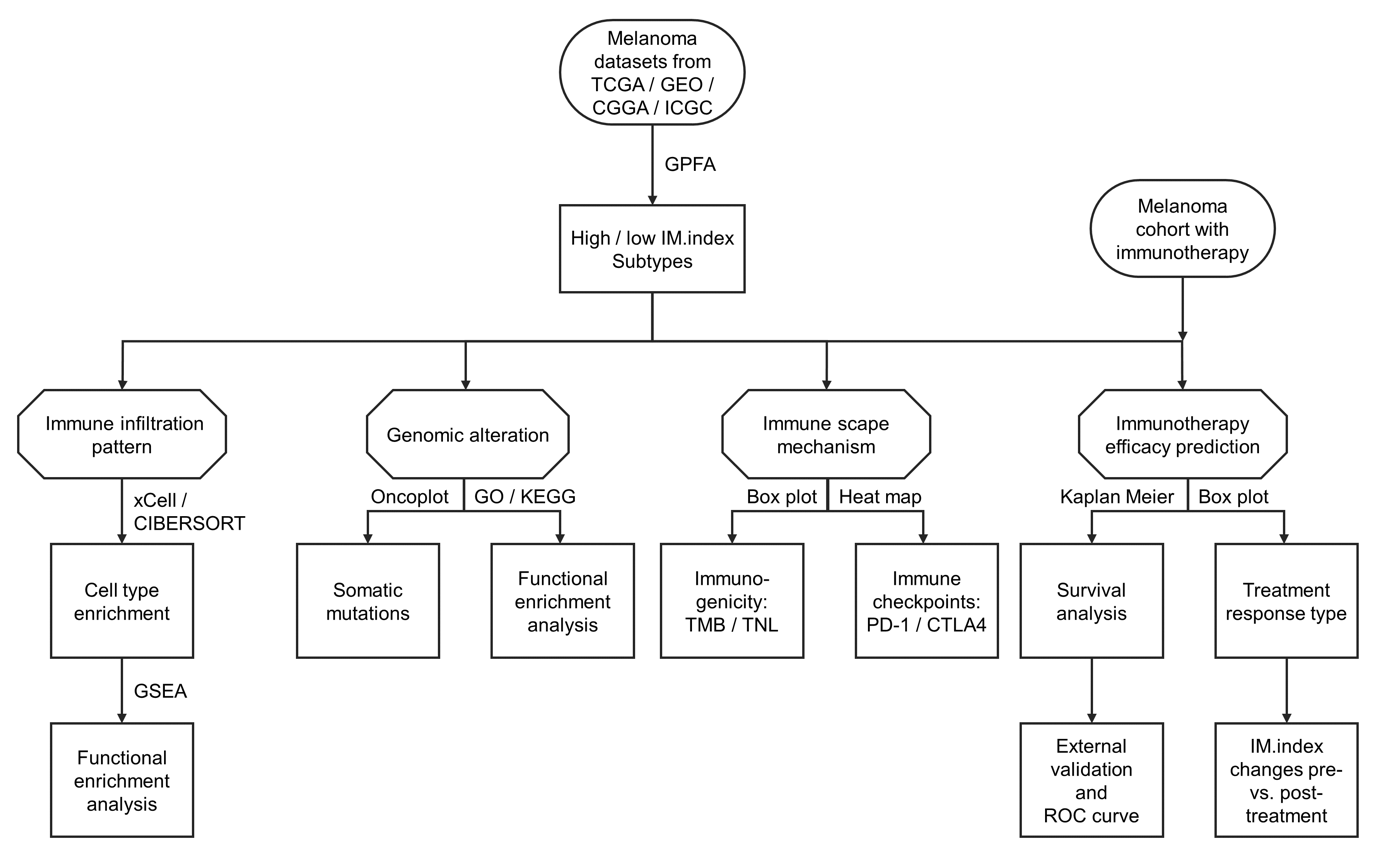 Melanoma
datasets from
TCGA / GEO /
CGGA / ICGC
GPFA
High / low IM.index
Subtypes
Melanoma
cohort with
immunotherapy
Immune infiltration
pattern
Genomic alteration
Immune scape
mechanism
Immunotherapy
efficacy prediction
xCell /
CIBERSORT
Oncoplot
GO / KEGG
Box plot
Heat map
Kaplan Meier
Box plot
Cell type
enrichment
Somatic
mutations
Functional
enrichment
analysis
Immuno-
genicity:
TMB / TNL
Immune
checkpoints:
PD-1 / CTLA4
Survival
analysis
Treatment
response type
GSEA
Functional
enrichment
analysis
External
validation
and
ROC curve
IM.index
changes pre-
vs. post-
treatment